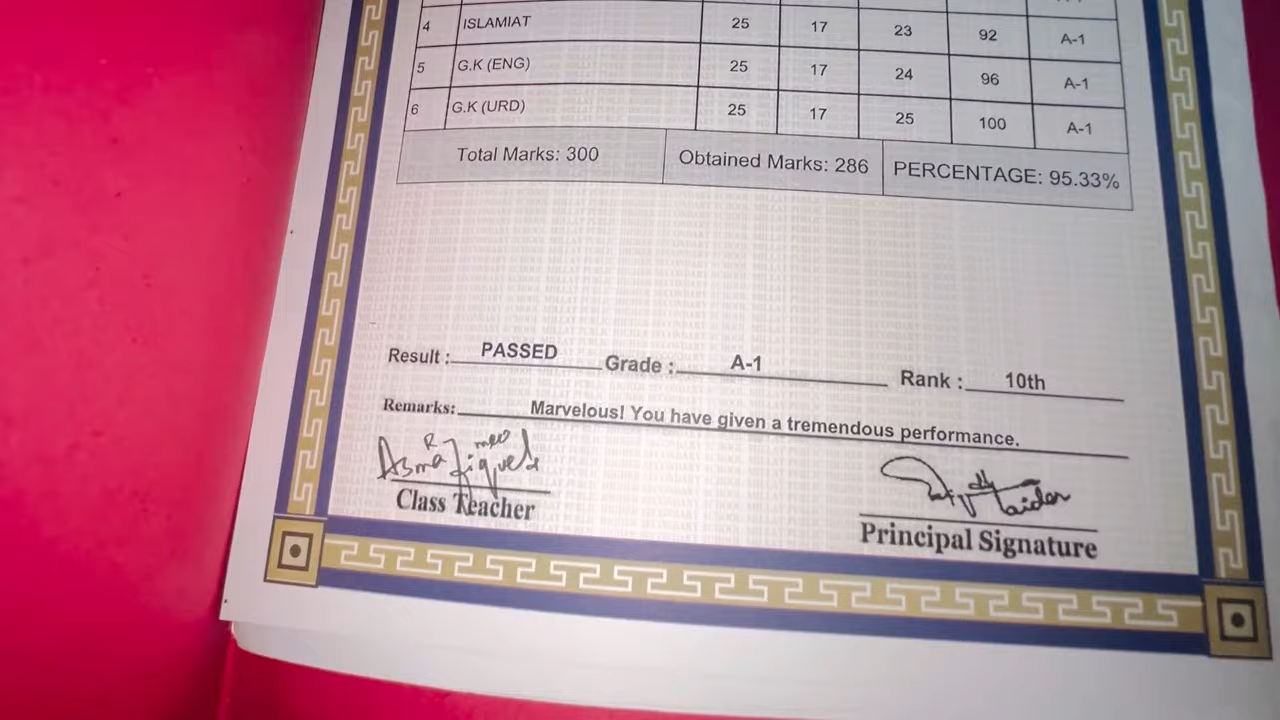 4 ISLAMIAT 25 17 23 92 A-1
5 G.K (ENG) 25 17 24 96 A-1
6 G.K (URD) 25 17 25 100 A-1
Total Marks: 300 Obtained Marks: 286 PERCENTAGE: 95.33%
Result : PASSED Grade : A-1 Rank : 10th
Remarks: Marvelous! You have given a tremendous performance.
Asma
Class Teacher Principal Signature